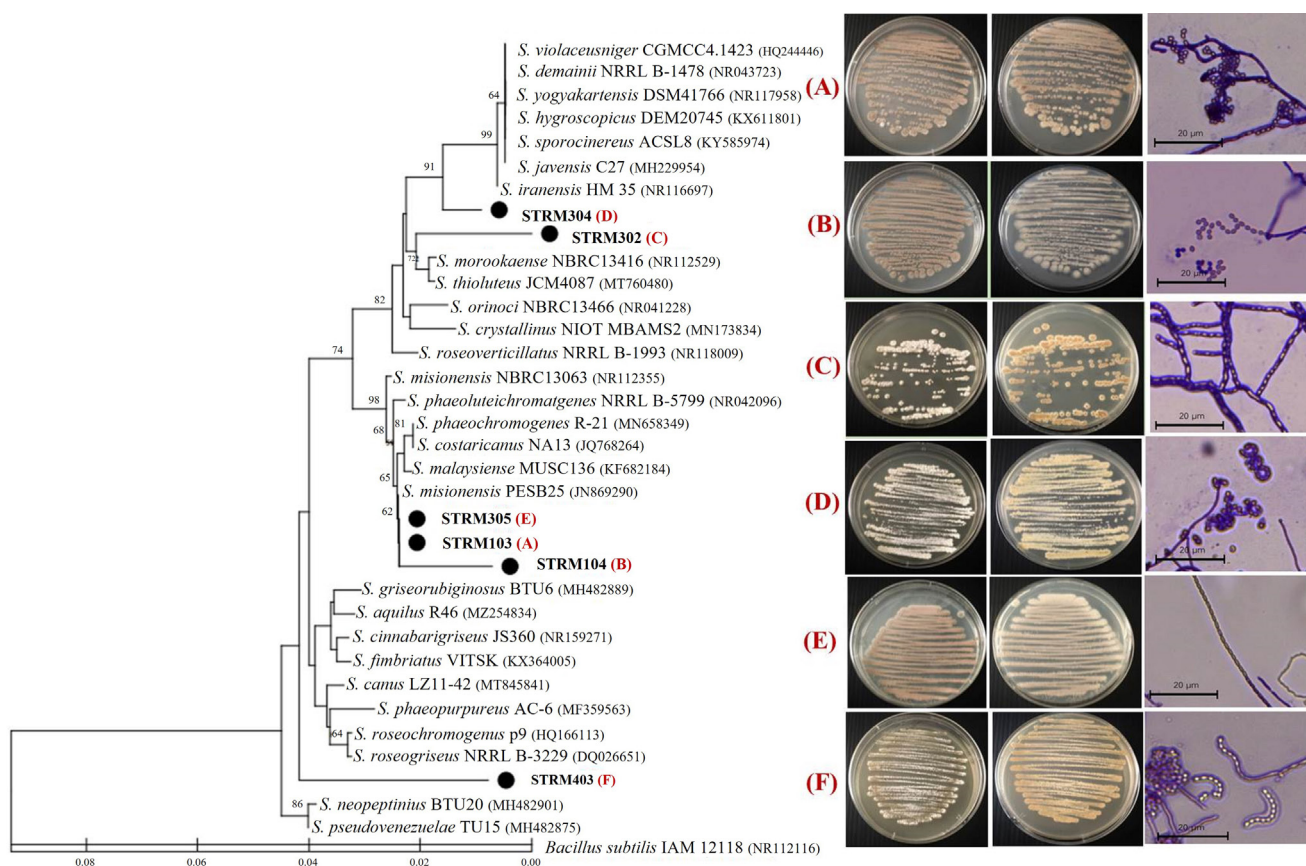 S. violaceusniger CGMCC4.1423 (HQ244446)
S. demainii NRRL B-1478 (NR043723)
S. yogyakartensis DSM41766 (NR117958)
64
S. hygroscopicus DEM20745 (KX611801)
99
S. sporocinereus ACSL8 (KY585974)
S. javensis C27 (MH229954)
91
S. iranensis HM 35 (NR116697)
STRM304 (D)
STRM302 (C)
S. morookaense NBRC13416 (NR112529)
S. thioluteus JCM4087 (MT760480)
82
S. orinoci NBRC13466 (NR041228)
S. crystallinus NIOT MBAMS2 (MN173834)
74
S. roseoverticillatus NRRL B-1993 (NR118009)
S. misionensis NBRC13063 (NR112355)
98
S. phaeoluteichromatgenes NRRL B-5799 (NR042096)
81
S. phaeochromogenes R-21 (MN658349)
68
S. costaricanus NA13 (JQ768264)
S. malaysiense MUSC136 (KF682184)
65
S. misionensis PESB25 (JN869290)
62
STRM305 (E)
STRM103 (A)
STRM104 (B)
S. griseorubiginosus BTU6 (MH482889)
S. aquilus R46 (MZ254834)
S. cinnabarigriseus JS360 (NR159271)
S. fimbriatus VITSK (KX364005)
S. canus LZ11-42 (MT845841)
S. phaeopurpureus AC-6 (MF359563)
64
S. roseochromogenus p9 (HQ166113)
S. roseogriseus NRRL B-3229 (DQ026651)
STRM403 (F)
86
S. neopeptinius BTU20 (MH482901)
S. pseudovenezuelae TU15 (MH482875)
Bacillus subtilis IAM 12118 (NR112116)
0.08 0.06 0.04 0.02 0.00
(A)
20 µm
(B)
20 µm
(C)
20 µm
(D)
20 µm
(E)
20 µm
(F)
20 µm